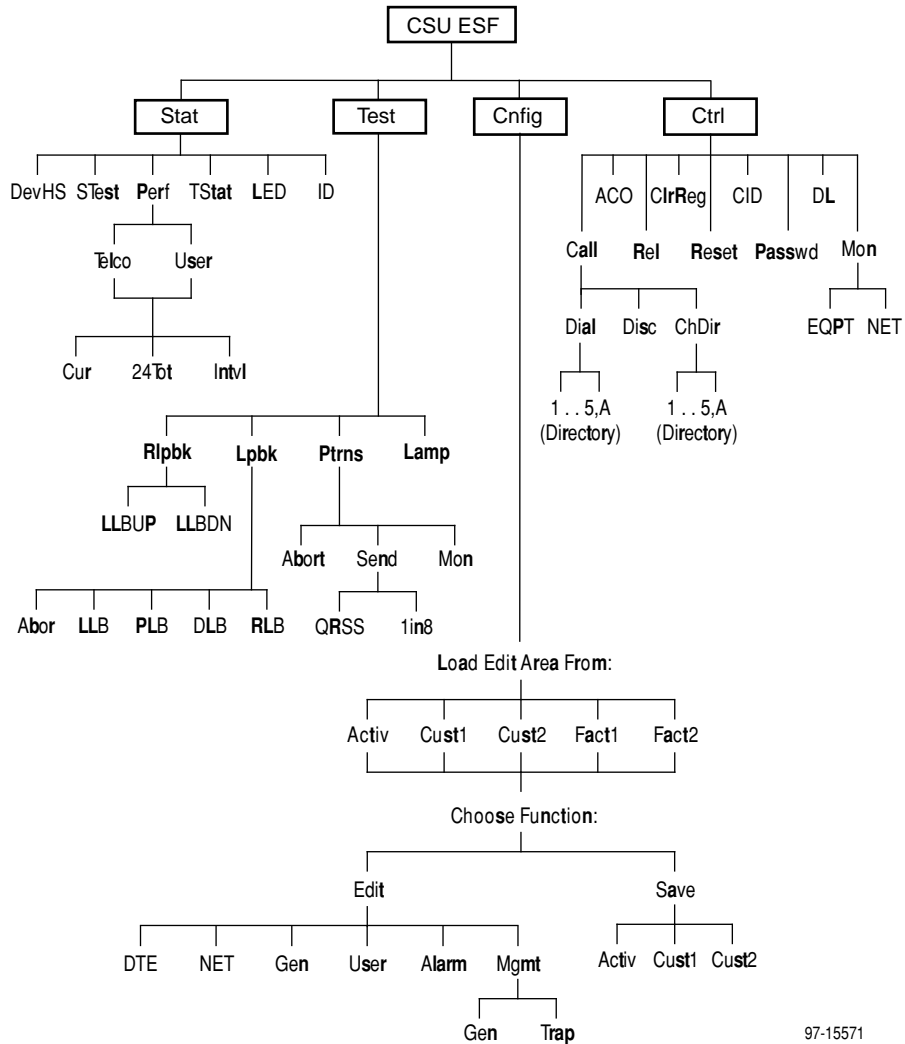 CSU ESF
Stat Test Cnfig Ctrl
DevHS STest Perf TStat LED ID
ACO ClrReg CID DL
Call Rel Reset Passwd Mon
Telco User
Dial Disc ChDir EQPT NET
Cur 24Tot Intvl
1 . . 5,A 1 . . 5,A
(Directory) (Directory)
Rlpbk Lpbk Ptrns Lamp
LLBUP LLBDN
Abort Send Mon
Abor LLB PLB DLB RLB QRSS 1in8
Load Edit Area From:
Activ Cust1 Cust2 Fact1 Fact2
Choose Function:
Edit Save
DTE NET Gen User Alarm Mgmt Activ Cust1 Cust2
Gen Trap
97-15571